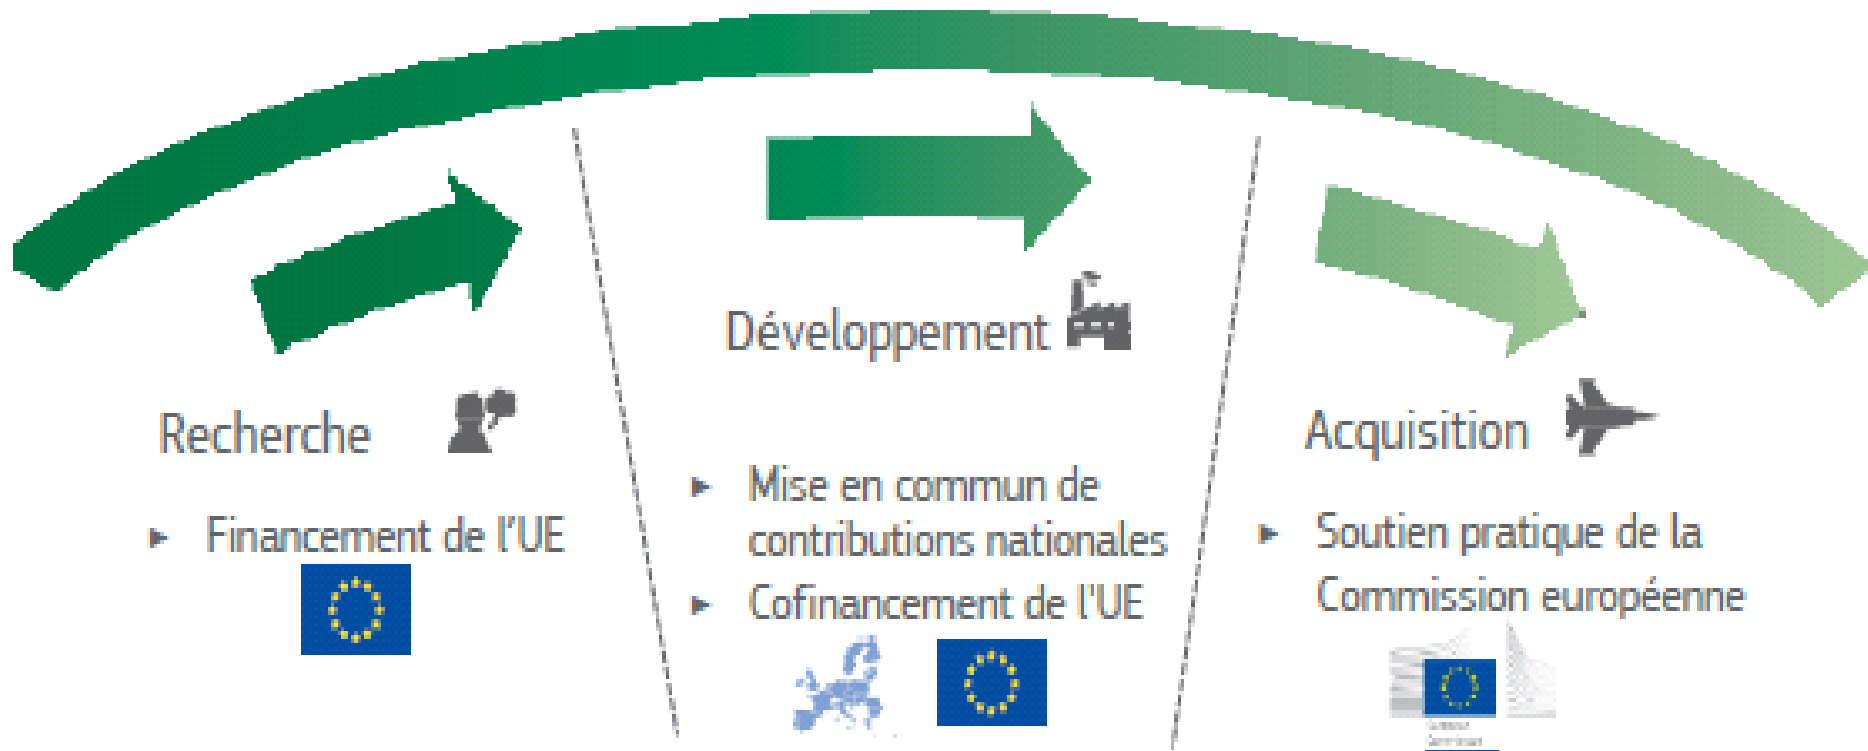 Recherche
► Financement de l'UE
Développement
► Mise en commun de
contributions nationales
► Cofinancement de l'UE
Acquisition
► Soutien pratique de la
Commission européenne